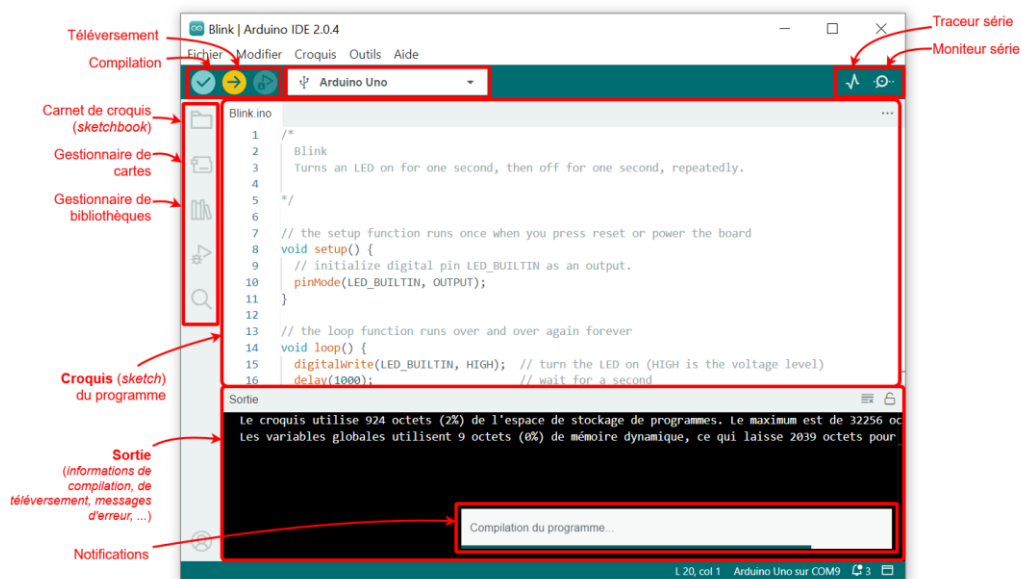 Téléversement
Compilation
Carnet de croquis
(sketchbook)
Gestionnaire de
cartes
Gestionnaire de
bibliothèques
Croquis (sketch)
du programme
Sortie
(informations de
compilation, de
téléversement, messages
d'erreur, ...)
Notifications
Traceur série
Moniteur série
Blink | Arduino IDE 2.0.4
Fichier Modifier Croquis Outils Aide
Arduino Uno
Blink.ino
1 /*
2 Blink
3 Turns an LED on for one second, then off for one second, repeatedly.
4
5 */
6
7 // the setup function runs once when you press reset or power the board
8 void setup() {
9 // initialize digital pin LED_BUILTIN as an output.
10 pinMode(LED_BUILTIN, OUTPUT);
11 }
12
13 // the loop function runs over and over again forever
14 void loop() {
15 digitalWrite(LED_BUILTIN, HIGH); // turn the LED on (HIGH is the voltage level)
16 delay(1000); // wait for a second
Sortie
Le croquis utilise 924 octets (2%) de l'espace de stockage de programmes. Le maximum est de 32256 oc
Les variables globales utilisent 9 octets (0%) de mémoire dynamique, ce qui laisse 2039 octets pour
Compilation du programme...
L 20, col 1 Arduino Uno sur COM9 3